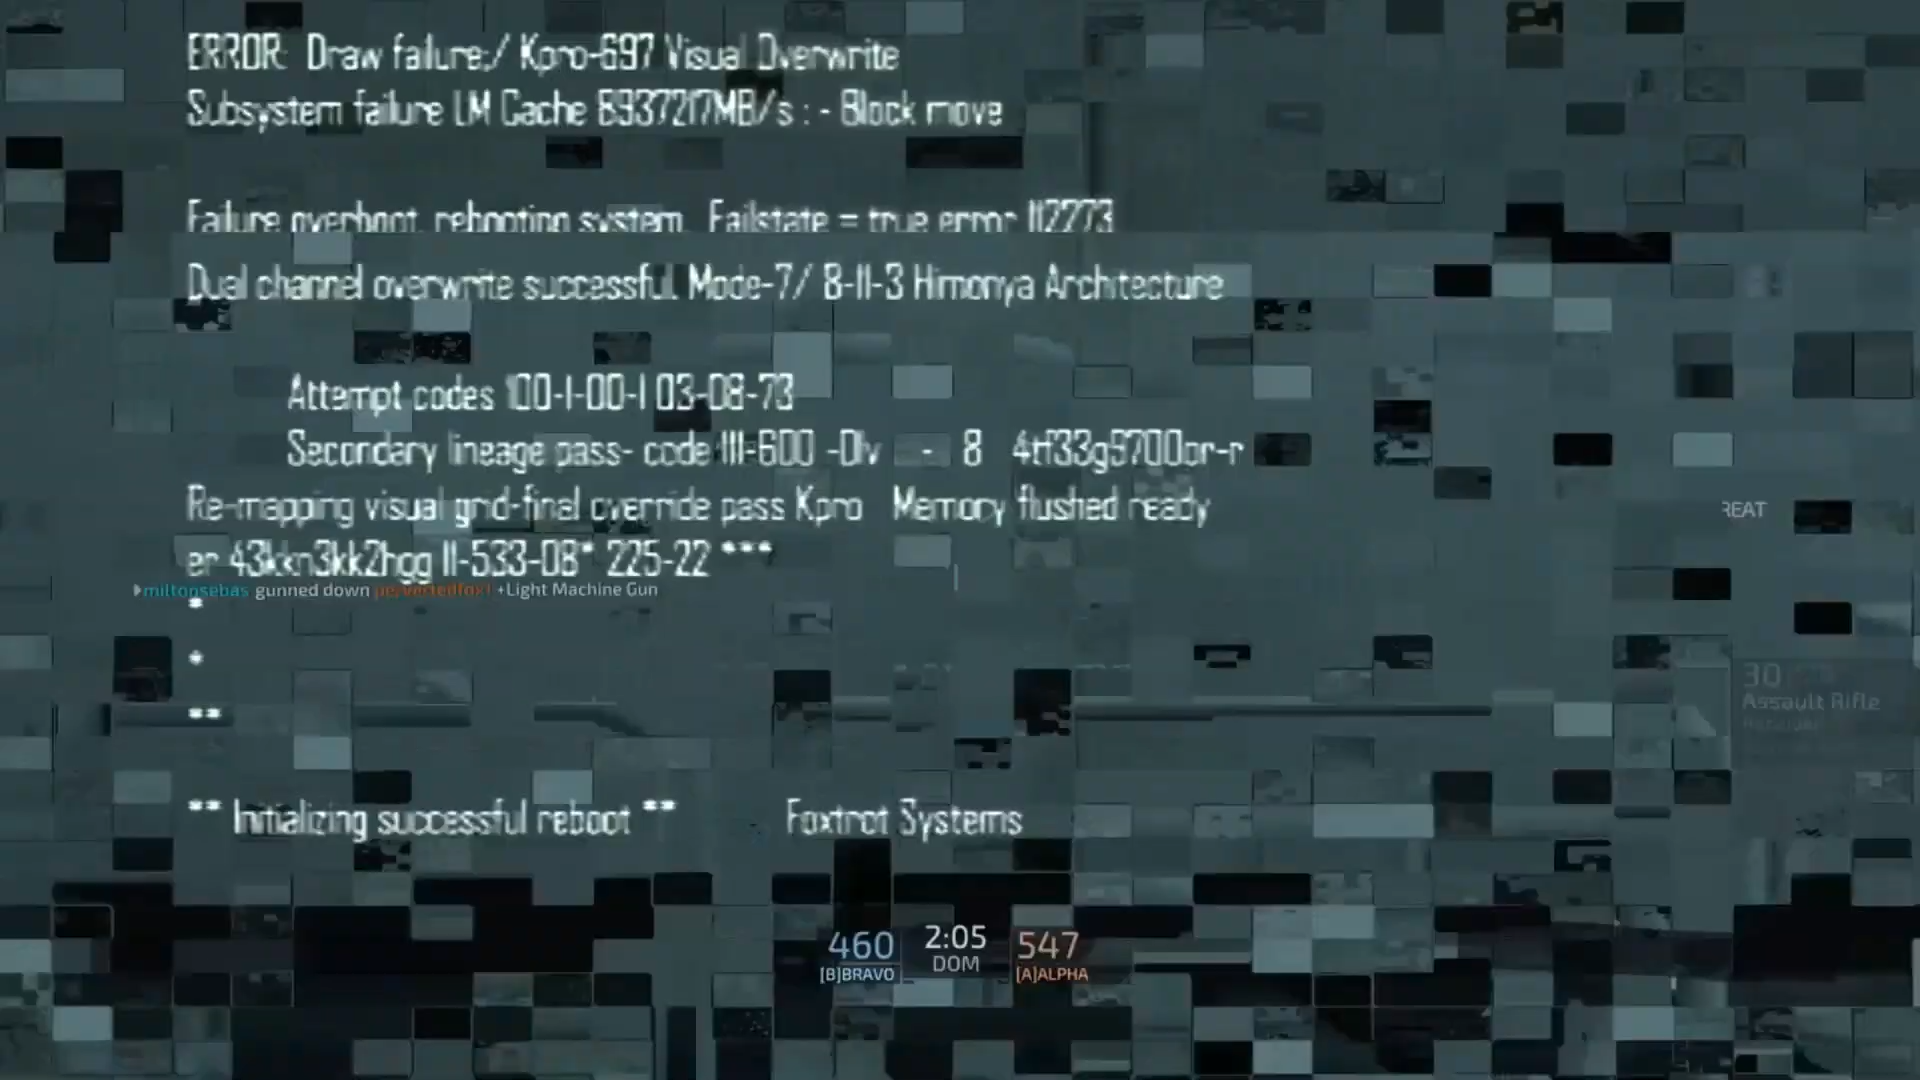 ERROR: Draw failure;/ Kpro-697 Visual Overwrite
Subsystem failure LM Cache 8937217MB/s : - Block move
Failure overboot, rebooting system. Failstate = true error 112273
Dual channel overwrite successful. Mode-7/ 8-11-3 Himonya Architecture
Attempt codes 100-1-00-1 03-08-73
Secondary lineage pass- code 111-600 -Dlv - 8
Re-mapping visual grid-final override pass Kpro Memory flushed ready
er 43kkn3kk2hgg 11-533-08* 225-22 ***
miltonsebas gunned down pervertedfox1 +Light Machine Gun
*
*
**
** Initializing successful reboot ** Foxtrot Systems
REAT
30
Assault Rifle
Receiver
460 2:05 547
[B]BRAVO DOM [A]ALPHA